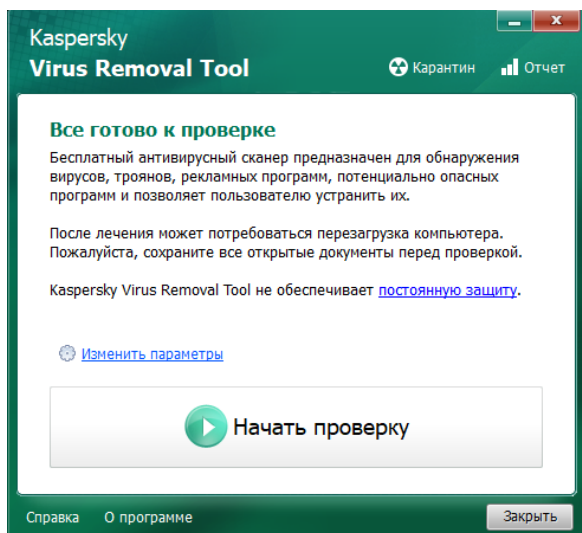 Kaspersky
Virus Removal Tool
Карантин
Отчет
Все готово к проверке
Бесплатный антивирусный сканер предназначен для обнаружения
вирусов, троянов, рекламных программ, потенциально опасных
программ и позволяет пользователю устранить их.
После лечения может потребоваться перезагрузка компьютера.
Пожалуйста, сохраните все открытые документы перед проверкой.
Kaspersky Virus Removal Tool не обеспечивает постоянную защиту.
Изменить параметры
Начать проверку
Справка
О программе
Закрыть